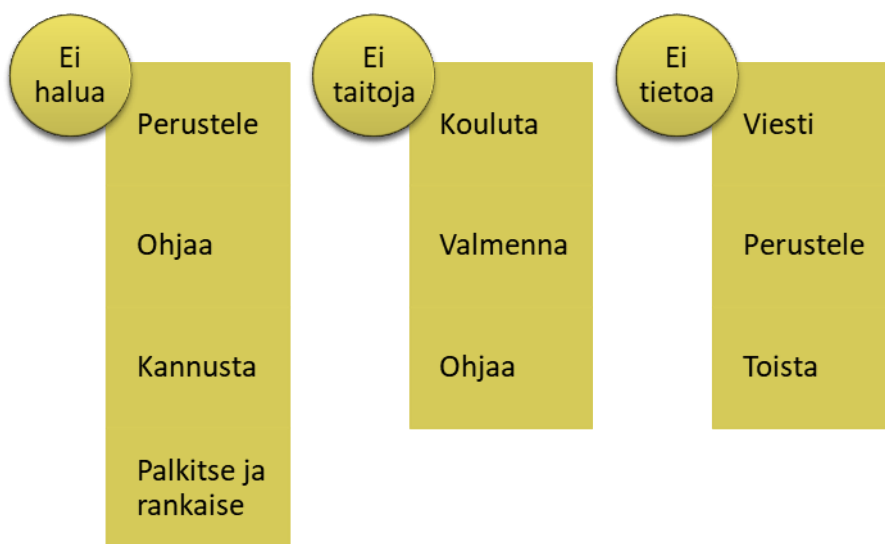 Ei
halua
Perustele
Ohjaa
Kannusta
Palkitse ja
rankaise
Ei
taitoja
Kouluta
Valmenna
Ohjaa
Ei
tietoa
Viesti
Perustele
Toista